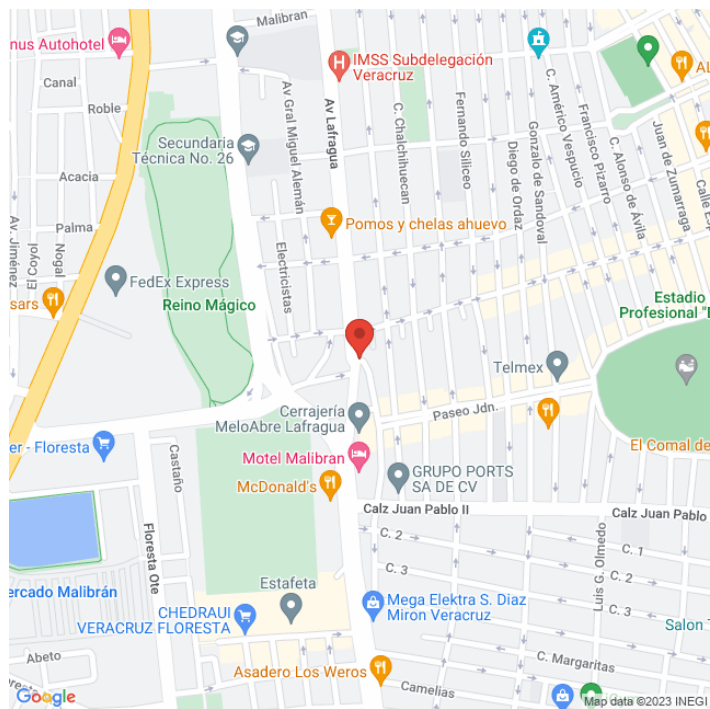 Malibran
nus Autohotel
IMSS Subdelegación
Veracruz
AL
Canal
Roble
Av Gral Miguel Alemán
Av Lafragua
C. Chalchihuecan
Fernando Siliceo
Diego de Ordaz
Gonzalo de Sandoval
C. Américo Vespucio
Francisco Pizarro
C. Alonso de Ávila
Juan de Zumarraga
Calle Esp
Secundaria
Técnica No. 26
Acacia
Palma
Av. Jiménez
El Coyol
Nogal
Pomos y chelas ahuevo
Electricistas
FedEx Express
Reino Mágico
sars
Estadio
Profesional "B
Telmex
Cerrajería
MeloAbre Lafragua
Paseo Jdn.
El Comal de
er - Floresta
Castaño
Motel Malibran
GRUPO PORTS
SA DE CV
McDonald's
Calz Juan Pablo II
Calz Juan Pablo
Floresta Ote
C. 2
C. 1
C. 2
C. 3
C. 3
Luis G. Olmedo
Estafeta
ercado Malibrán
CHEDRAUI
VERACRUZ FLORESTA
Mega Elektra S. Diaz
Miron Veracruz
Salon T
Abeto
Asadero Los Weros
C. Margaritas
Camelias
Google
Map data ©2023 INEGI